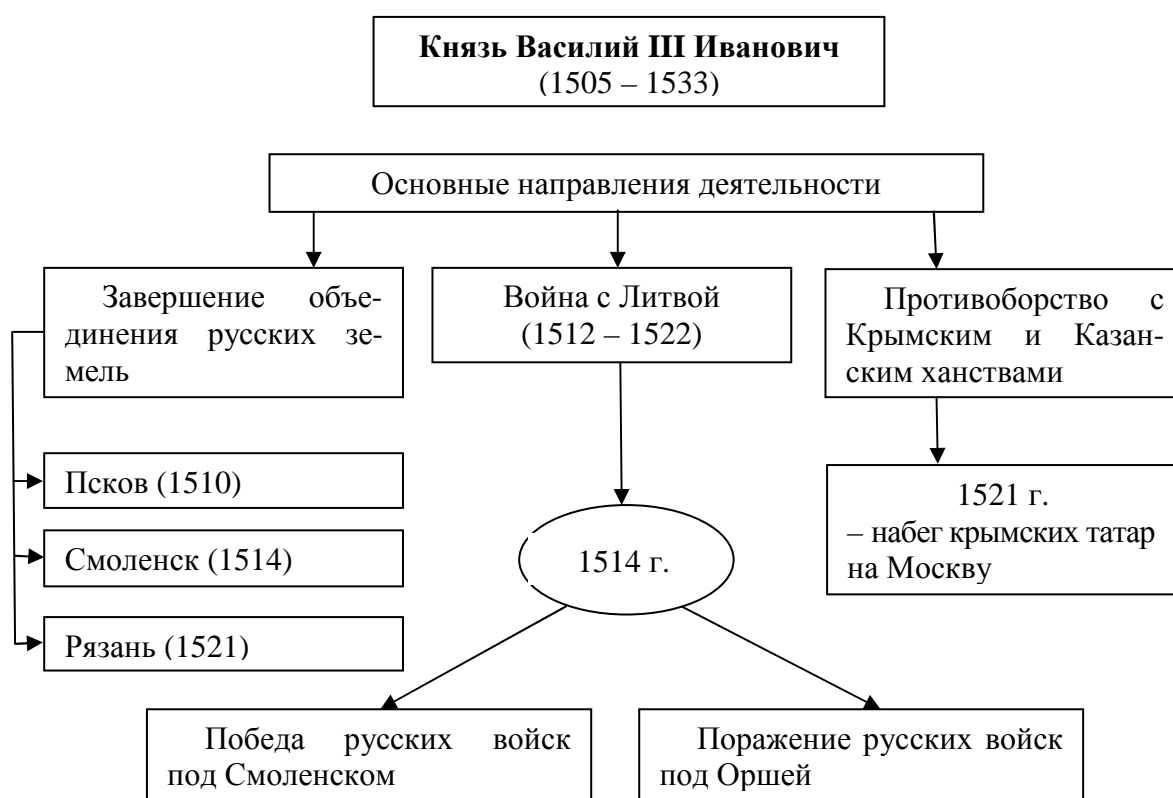 Князь Василий III Иванович
(1505 – 1533)
Основные направления деятельности
Завершение объе-
динения русских зе-
мель
Война с Литвой
(1512 – 1522)
Противоборство с
Крымским и Казан-
ским ханствами
Псков (1510)
Смоленск (1514)
Рязань (1521)
1514 г.
1521 г.
– набег крымских татар
на Москву
Победа русских войск
под Смоленском
Поражение русских войск
под Оршей